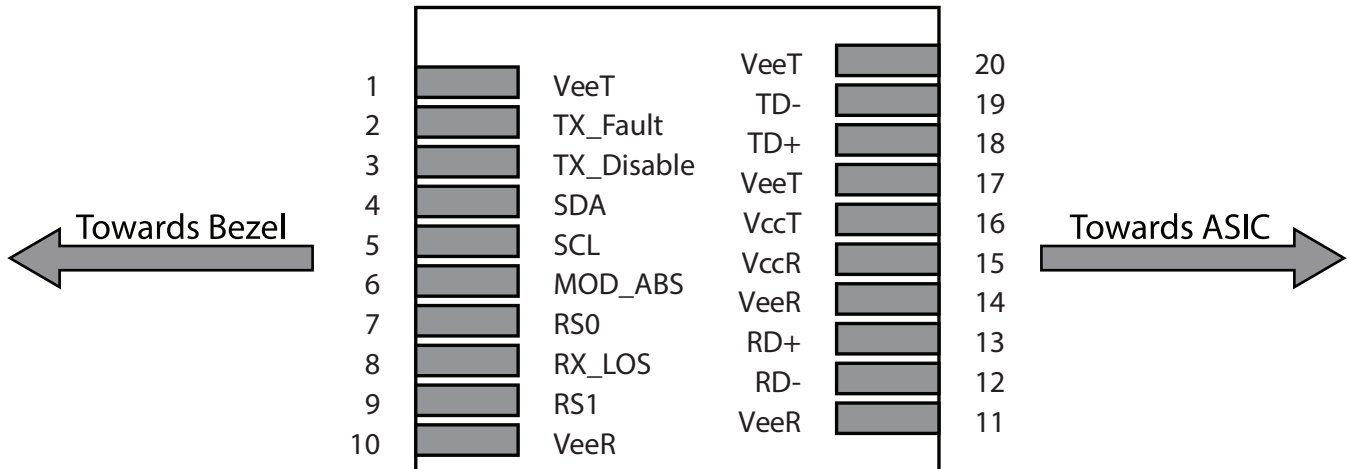 VeeT 20
1 VeeT
TD- 19
2 TX_Fault
TD+ 18
3 TX_Disable
VeeT 17
4 SDA
VccT 16
Towards Bezel
Towards ASIC
5 SCL
VccR 15
6 MOD_ABS
VeeR 14
7 RS0
RD+ 13
8 RX_LOS
RD- 12
9 RS1
VeeR 11
10 VeeR